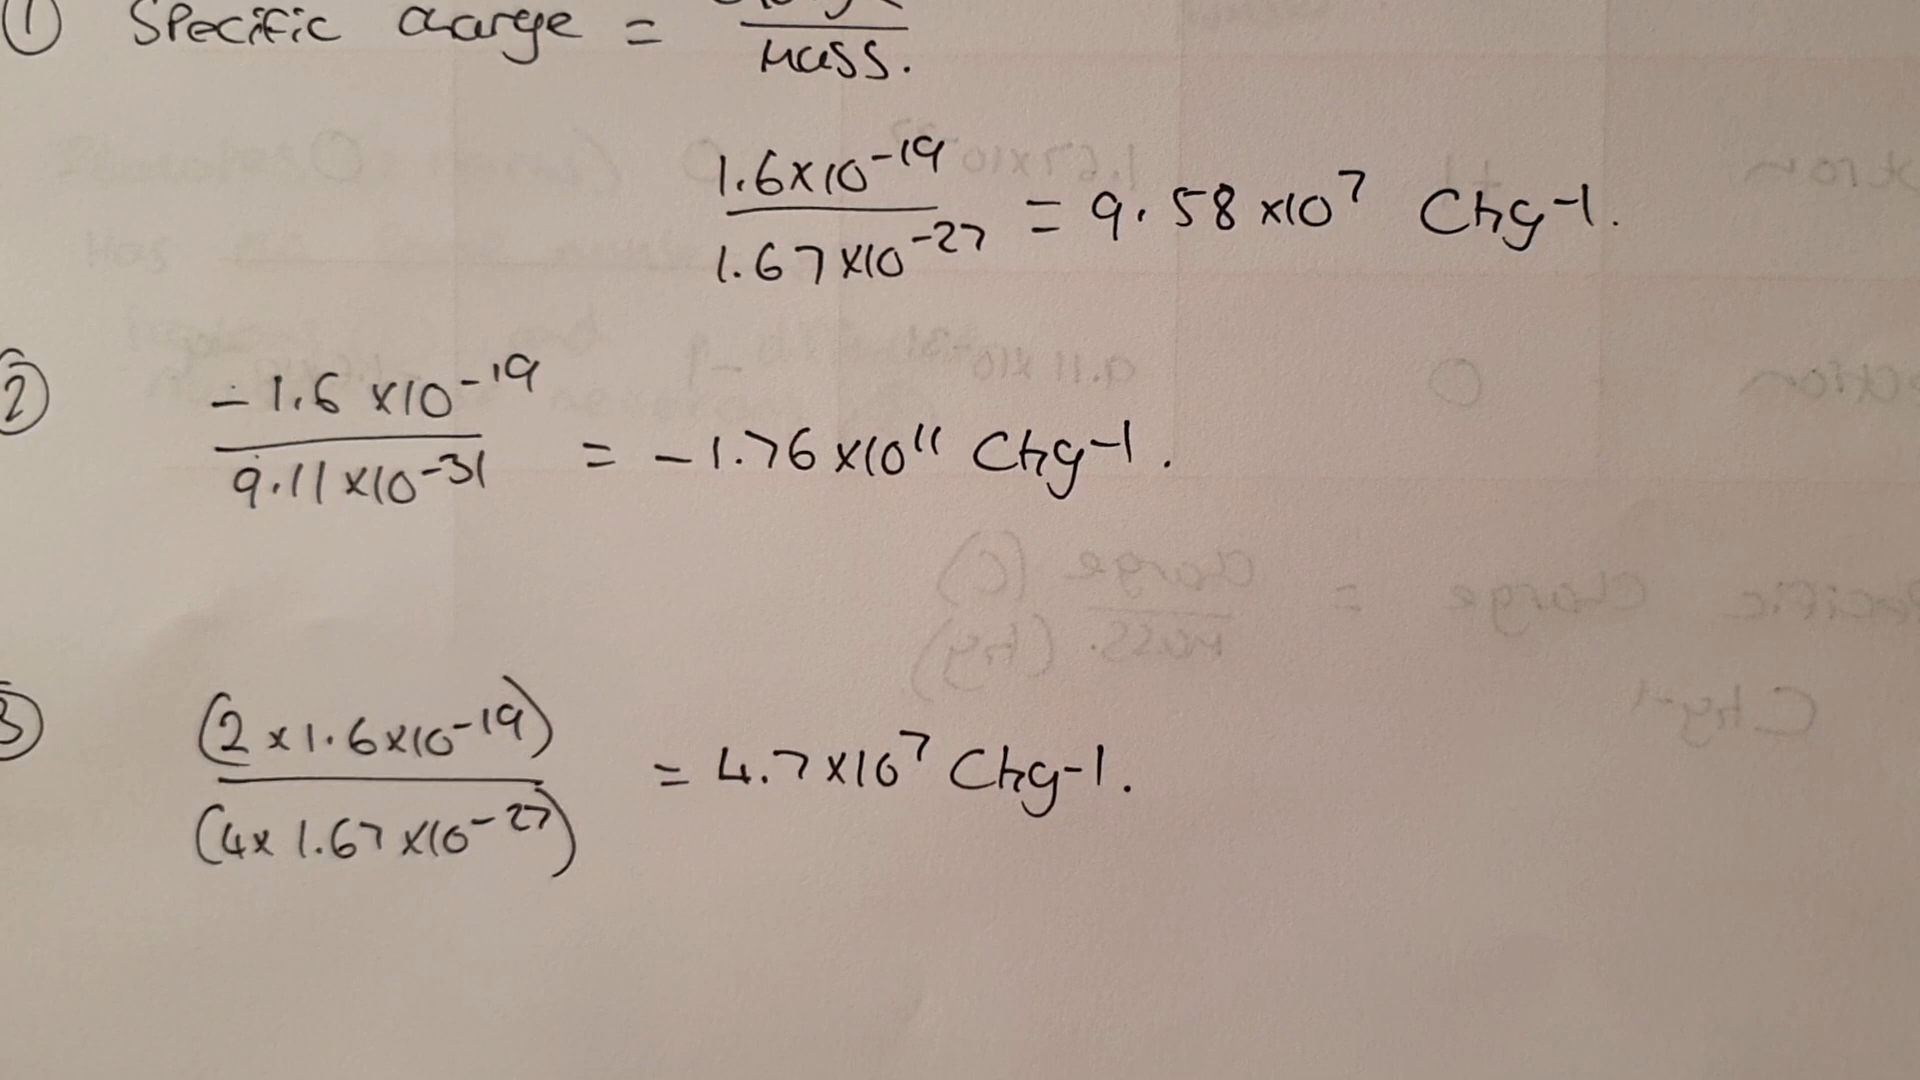 ① Specific charge = 
mass.
1.6×10⁻¹⁹
1.67×10⁻²⁷ = 9.58×10⁷ Ckg-1.
② -1.6×10⁻¹⁹
9.11×10⁻³¹ = -1.76×10¹¹ Ckg-1.
③ (2×1.6×10⁻¹⁹)
(4×1.67×10⁻²⁷) = 4.7×10⁷ Ckg-1.